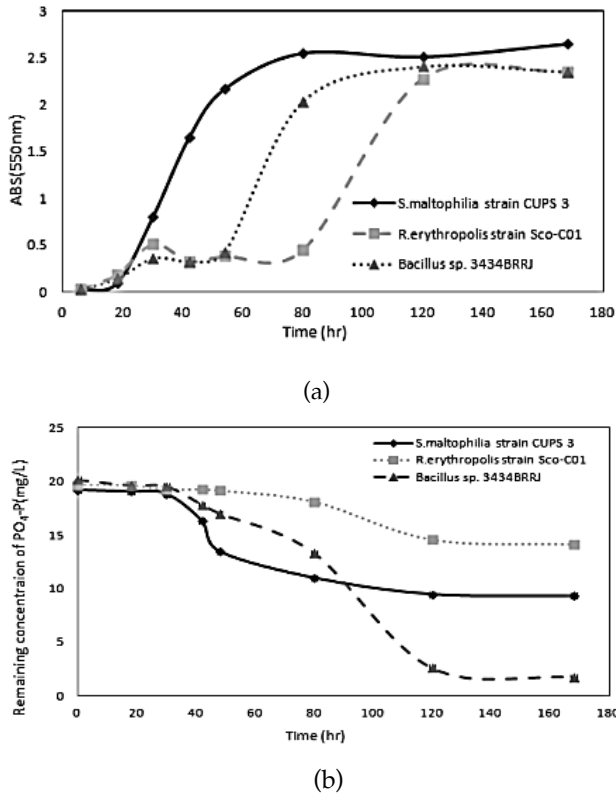 3
2.5
2
1.5
1
0.5
0
ABS(550nm)
S.maltophilia strain CUPS 3
R.erythropolis strain Sco-C01
Bacillus sp. 3434BRRJ
0 20 40 60 80 100 120 140 160 180
Time (hr)
(a)
25
20
15
10
5
0
Remaining concentraion of PO₄-P(mg/L)
S.maltophilia strain CUPS 3
R.erythropolis strain Sco-C01
Bacillus sp. 3434BRRJ
0 20 40 60 80 100 120 140 160 180
Time (hr)
(b)